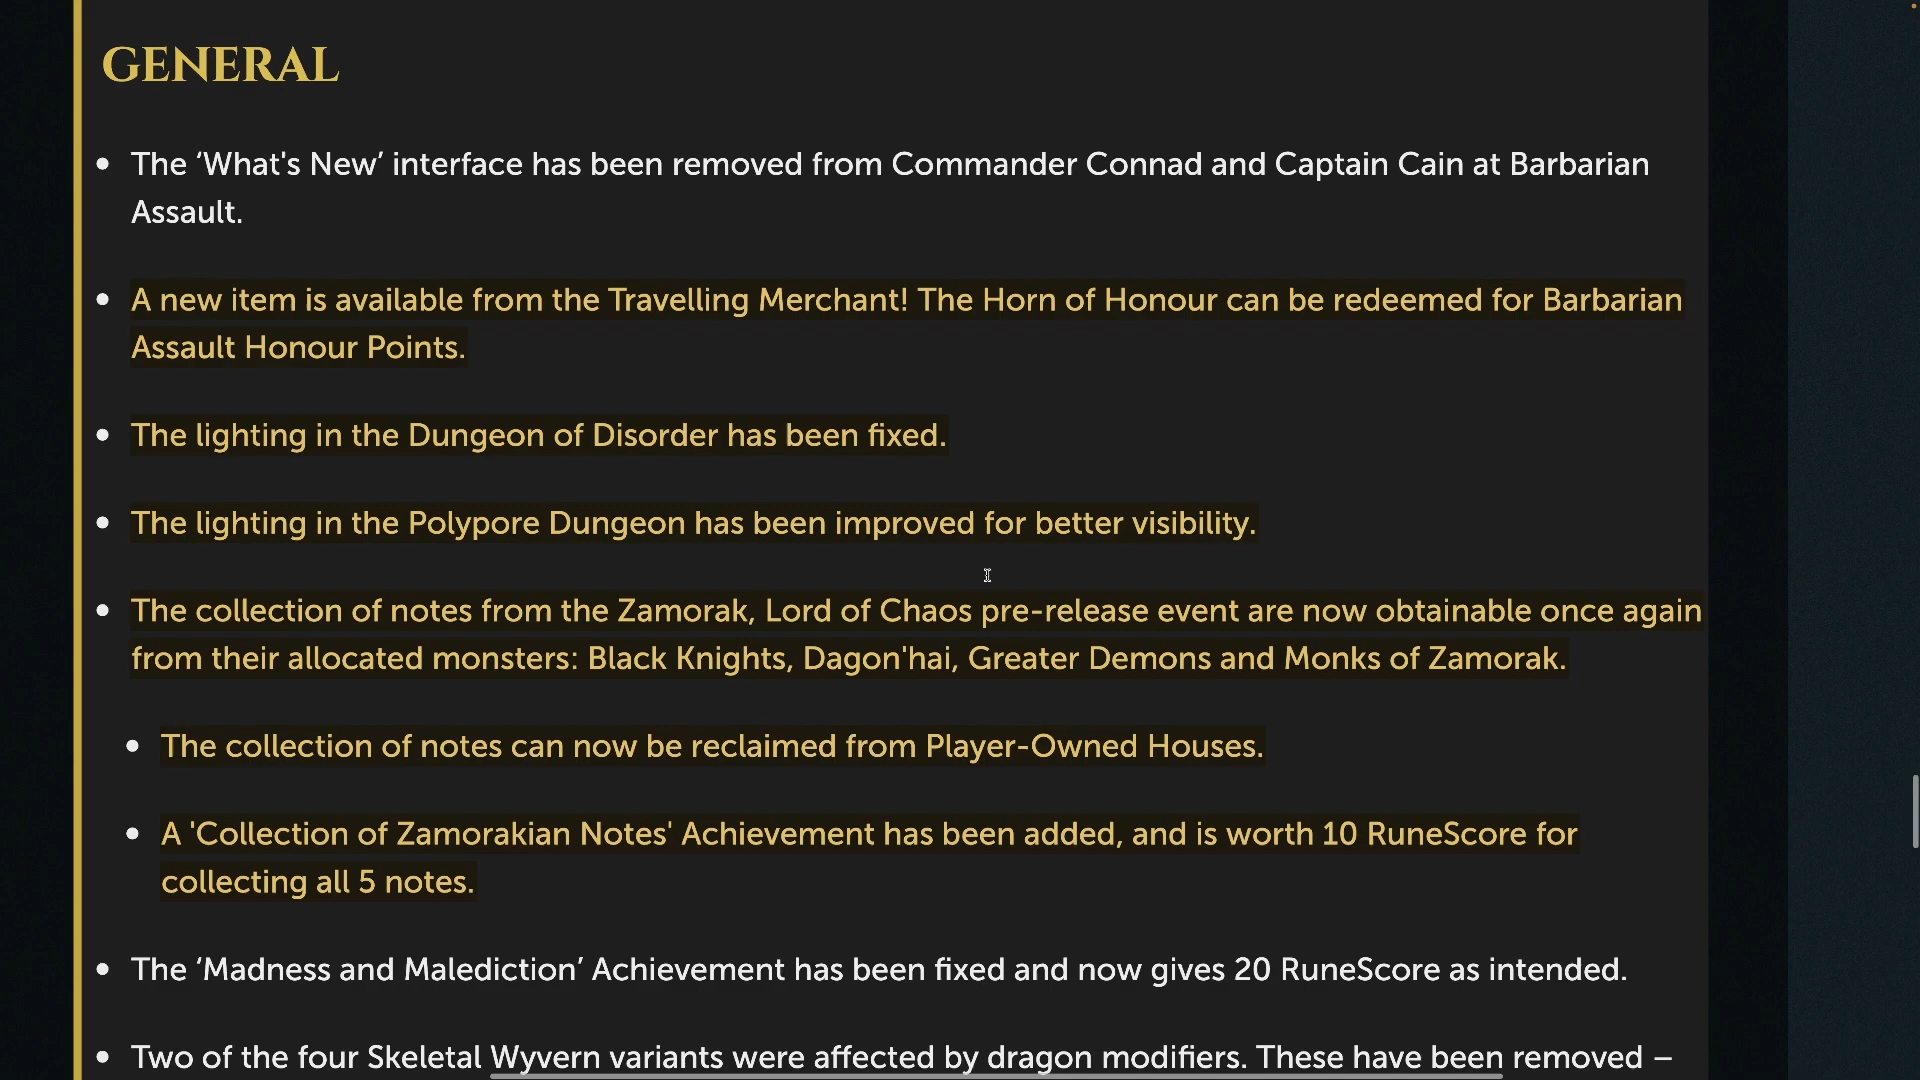 GENERAL
• The ‘What's New’ interface has been removed from Commander Connad and Captain Cain at Barbarian
Assault.
• A new item is available from the Travelling Merchant! The Horn of Honour can be redeemed for Barbarian
Assault Honour Points.
• The lighting in the Dungeon of Disorder has been fixed.
• The lighting in the Polypore Dungeon has been improved for better visibility.
• The collection of notes from the Zamorak, Lord of Chaos pre-release event are now obtainable once again
from their allocated monsters: Black Knights, Dagon'hai, Greater Demons and Monks of Zamorak.
• The collection of notes can now be reclaimed from Player-Owned Houses.
• A 'Collection of Zamorakian Notes' Achievement has been added, and is worth 10 RuneScore for
collecting all 5 notes.
• The ‘Madness and Malediction’ Achievement has been fixed and now gives 20 RuneScore as intended.
• Two of the four Skeletal Wyvern variants were affected by dragon modifiers. These have been removed –